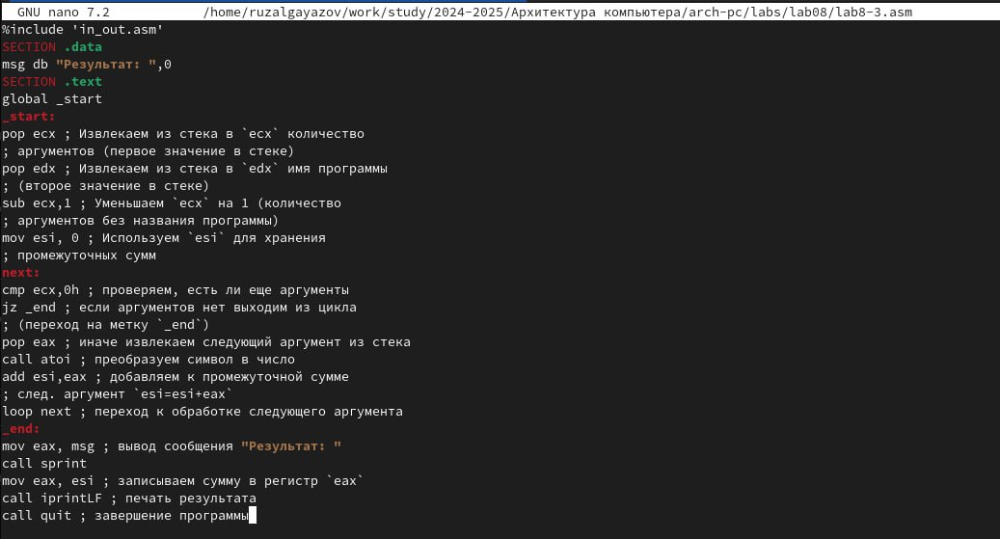 GNU nano 7.2 /home/ruzalgayazov/work/study/2024-2025/Архитектура компьютера/arch-pc/labs/lab08/lab8-3.asm
%include 'in_out.asm'
SECTION .data
msg db "Результат: ",0
SECTION .text
global _start
_start:
pop ecx ; Извлекаем из стека в `ecx` количество
; аргументов (первое значение в стеке)
pop edx ; Извлекаем из стека в `edx` имя программы
; (второе значение в стеке)
sub ecx,1 ; Уменьшаем `ecx` на 1 (количество
; аргументов без названия программы)
mov esi, 0 ; Используем `esi` для хранения
; промежуточных сумм
next:
cmp ecx,0h ; проверяем, есть ли еще аргументы
jz _end ; если аргументов нет выходим из цикла
; (переход на метку `_end`)
pop eax ; иначе извлекаем следующий аргумент из стека
call atoi ; преобразуем символ в число
add esi,eax ; добавляем к промежуточной сумме
; след. аргумент `esi=esi+eax`
loop next ; переход к обработке следующего аргумента
_end:
mov eax, msg ; вывод сообщения "Результат: "
call sprint
mov eax, esi ; записываем сумму в регистр `eax`
call iprintLF ; печать результата
call quit ; завершение программы